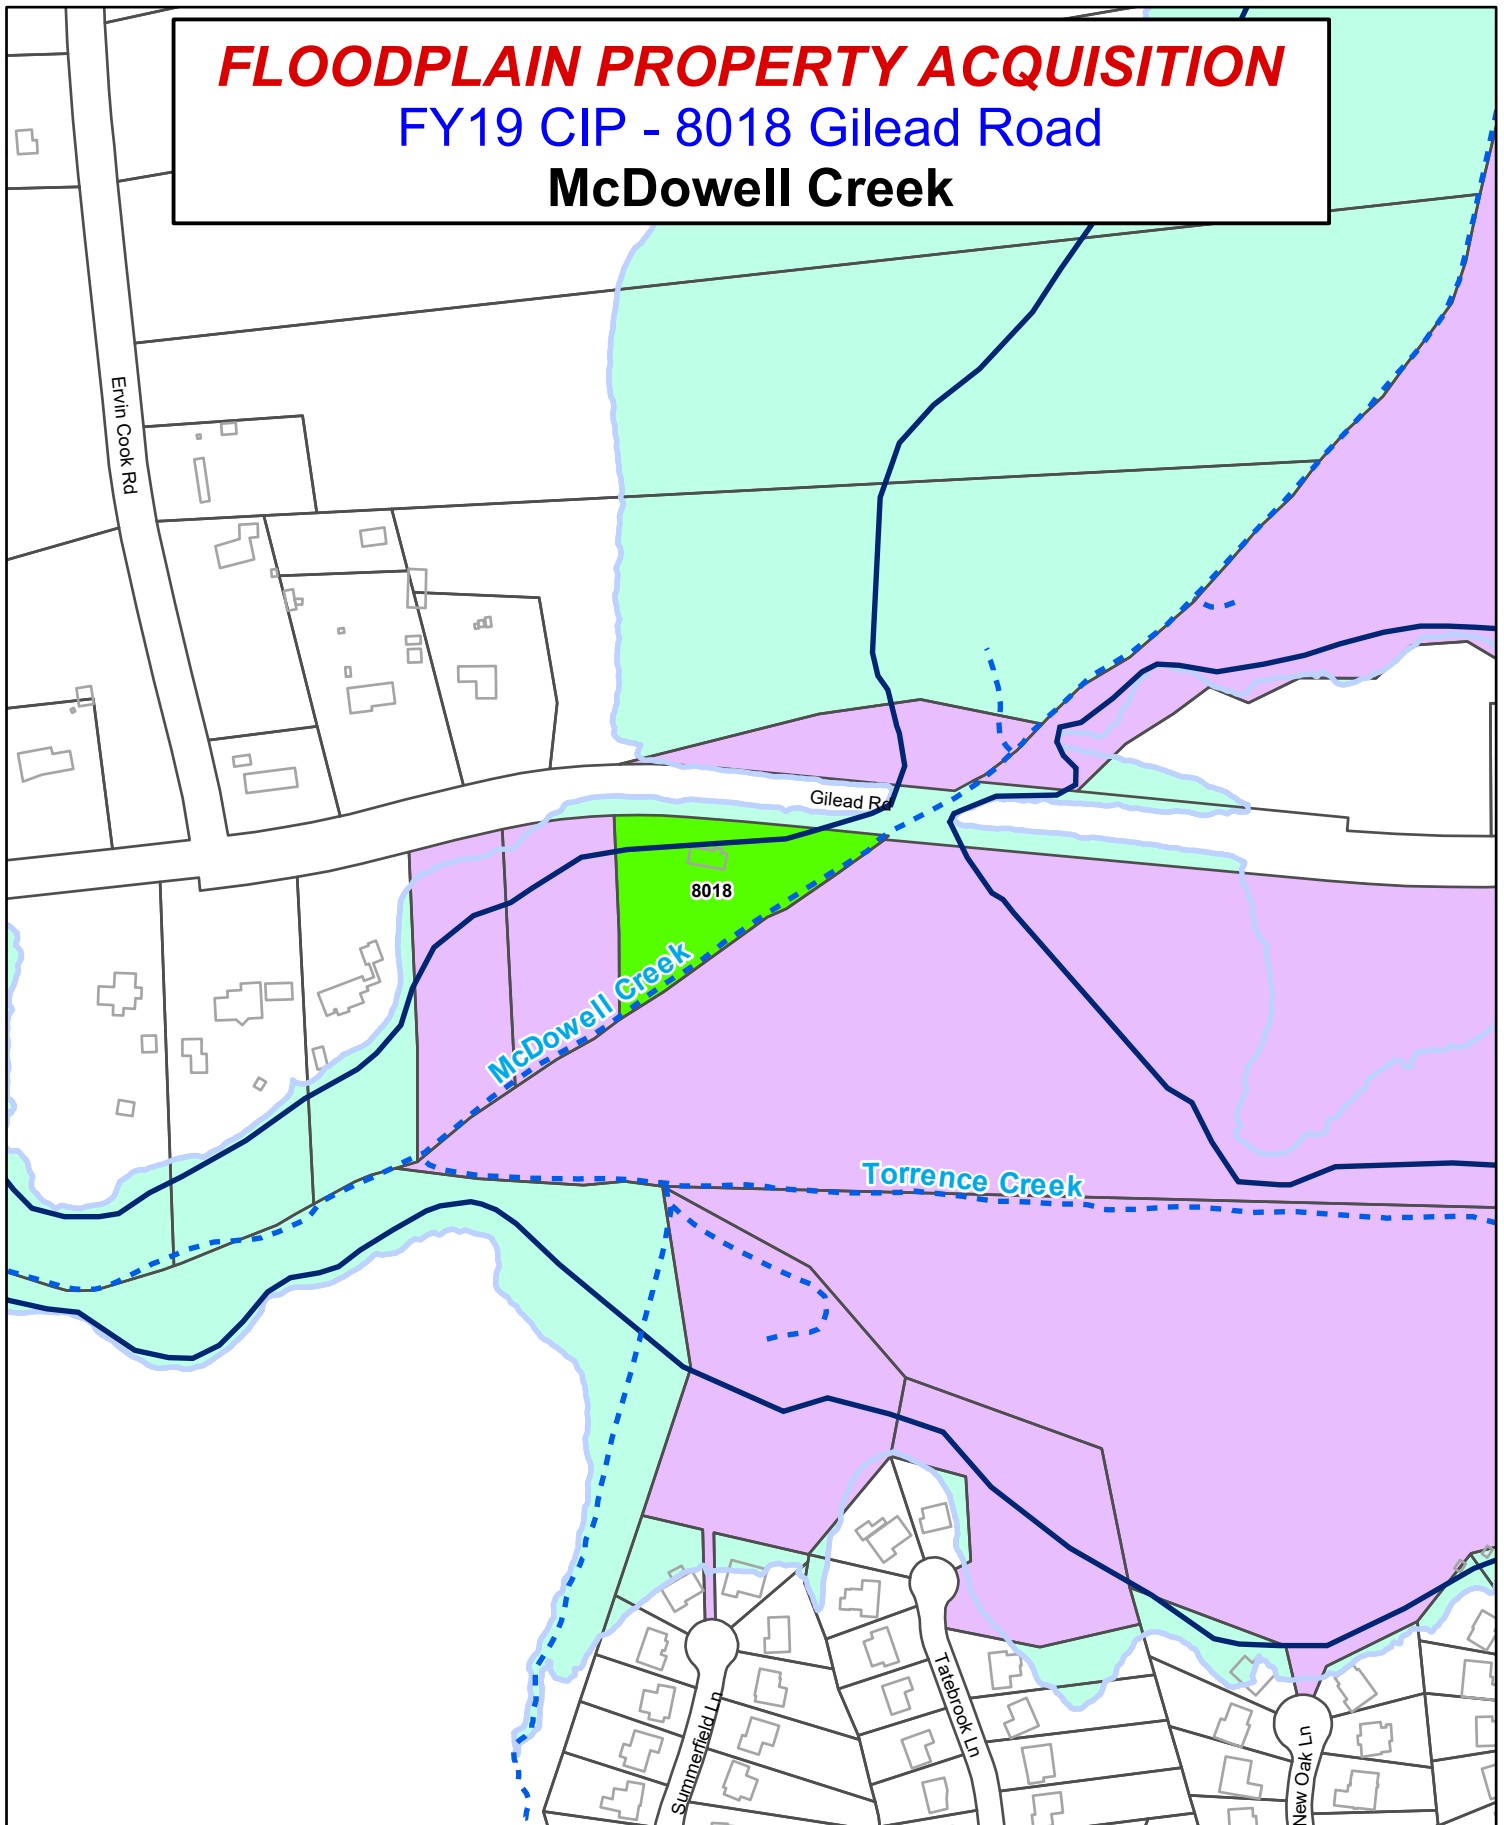 FLOODPLAIN PROPERTY ACQUISITION
FY19 CIP - 8018 Gilead Road
McDowell Creek
Ervin Cook Rd
Gilead Rd
8018
McDowell Creek
Torrence Creek
Summerfield Ln
Tatebrook Ln
New Oak Ln